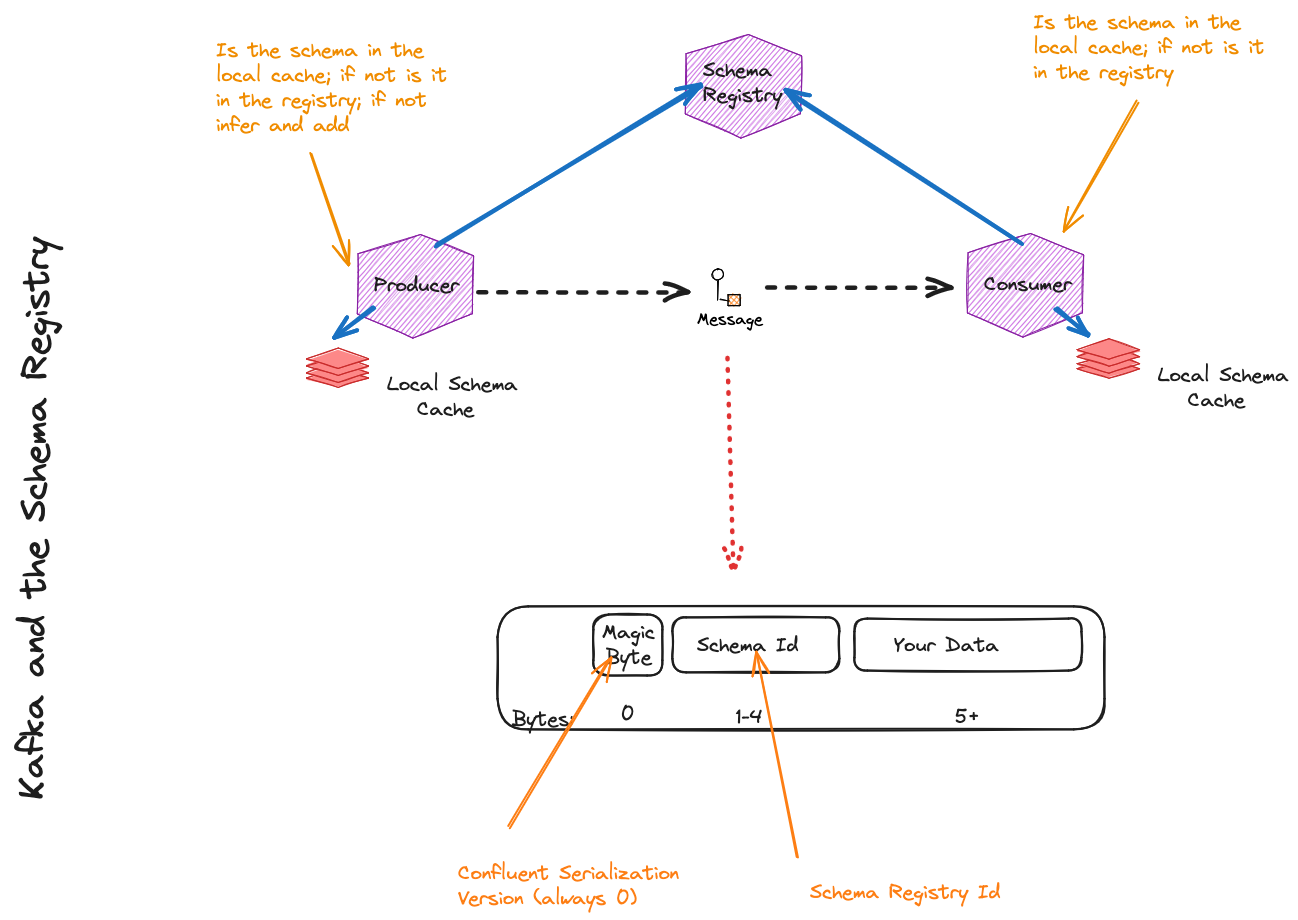 Kafka and the Schema Registry
Is the schema in the
local cache; if not is it
in the registry; if not
infer and add
Schema
Registry
Is the schema in the
local cache; if not is it
in the registry
Producer
Message
Consumer
Local Schema
Cache
Local Schema
Cache
Magic
Byte
Schema Id
Your Data
Bytes:
0
1-4
5+
Confluent Serialization
Version (always 0)
Schema Registry Id